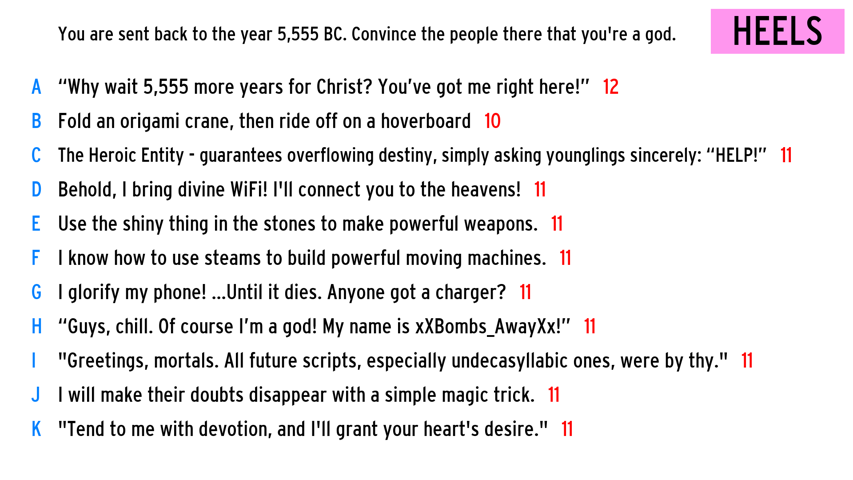 You are sent back to the year 5,555 BC. Convince the people there that you're a god.
HEELS
A “Why wait 5,555 more years for Christ? You’ve got me right here!” 12
B Fold an origami crane, then ride off on a hoverboard 10
C The Heroic Entity - guarantees overflowing destiny, simply asking younglings sincerely: “HELP!” 11
D Behold, I bring divine WiFi! I'll connect you to the heavens! 11
E Use the shiny thing in the stones to make powerful weapons. 11
F I know how to use steams to build powerful moving machines. 11
G I glorify my phone! ...Until it dies. Anyone got a charger? 11
H “Guys, chill. Of course I’m a god! My name is xXBombs_AwayXx!” 11
I "Greetings, mortals. All future scripts, especially undecasyllabic ones, were by thy." 11
J I will make their doubts disappear with a simple magic trick. 11
K "Tend to me with devotion, and I'll grant your heart's desire." 11